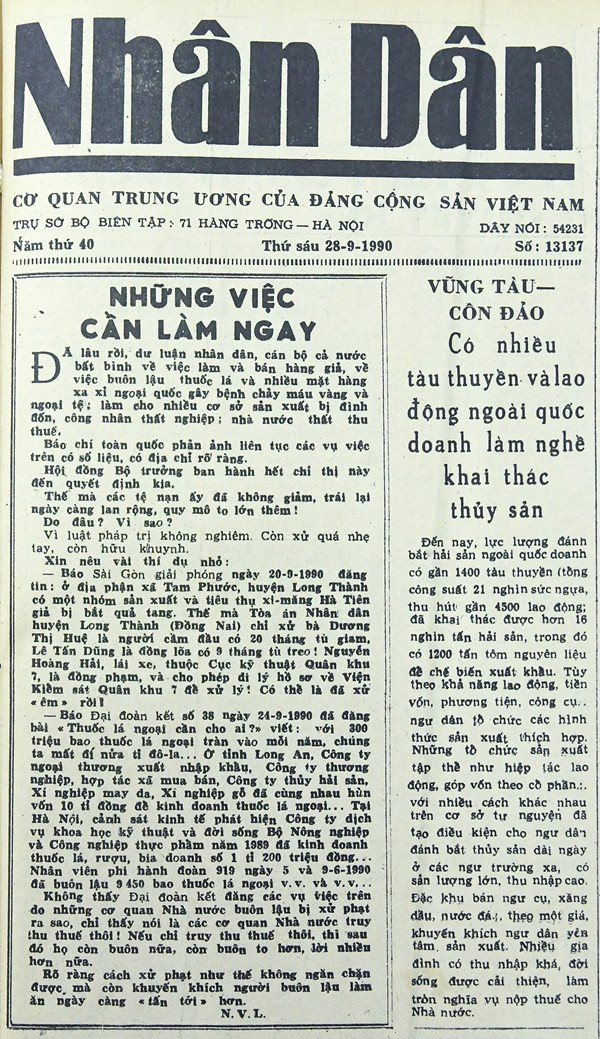 Nhân Dân
CƠ QUAN TRUNG ƯƠNG CỦA ĐẢNG CỘNG SẢN VIỆT NAM
TRỤ SỞ BỘ BIÊN TẬP: 71 HÀNG TRỐNG — HÀ NỘI
DÂY NÓI: 54231
Năm thứ 40
Thứ sáu 28-9-1990
Số: 13137
NHỮNG VIỆC
CẦN LÀM NGAY
ĐÃ lâu rồi, dư luận nhân dân, cán bộ cả nước
bất bình về việc làm và bán hàng giả, về
việc buôn lậu thuốc lá và nhiều mặt hàng
xa xỉ ngoại quốc gây bệnh chảy máu vàng và
ngoại tệ; làm cho nhiều cơ sở sản xuất bị đình
đốn, công nhân thất nghiệp; nhà nước thất thu
thuế.
Báo chí toàn quốc phản ảnh liên tục các vụ việc
trên có số liệu, có địa chỉ rõ ràng.
Hội đồng Bộ trưởng ban hành hết chỉ thị này
đến quyết định kia.
Thế mà các tệ nạn ấy đã không giảm, trái lại
ngày càng lan rộng, quy mô to lớn thêm!
Do đâu? Vì sao?
Vì luật pháp trị không nghiêm. Còn xử quá nhẹ
tay, còn hữu khuynh.
Xin nêu vài thí dụ nhỏ:
— Báo Sài Gòn giải phóng ngày 20-9-1990 đăng
tin: ở địa phận xã Tam Phước, huyện Long Thành
có một nhóm sản xuất và tiêu thụ xi-măng Hà Tiên
giả bị bắt quả tang. Thế mà Tòa án Nhân dân
huyện Long Thành (Đồng Nai) chỉ xử bà Dương
Thị Huệ là người cầm đầu có 20 tháng tù giam,
Lê Tấn Dũng là đồng lõa có 9 tháng tù treo! Nguyễn
Hoàng Hải, lái xe, thuộc Cục kỹ thuật Quân khu
7, là đồng phạm, và cho phép di lý hồ sơ về Viện
Kiểm sát Quân khu 7 để xử lý! Có thể là đã xử
« êm » rồi!
—Báo Đại đoàn kết số 38 ngày 24-9-1990 đã đăng
bài «Thuốc lá ngoại cần cho ai?» viết: với 300
triệu bao thuốc lá ngoại tràn vào mỗi năm, chúng
ta mất đi nửa tỉ đô-la... Ở tỉnh Long An, Công ty
ngoại thương xuất nhập khẩu, Công ty thương
nghiệp, hợp tác xã mua bán, Công ty thủy hải sản,
Xí nghiệp may da, Xí nghiệp gỗ đã cùng nhau hùn
vốn 10 tỉ đồng để kinh doanh thuốc lá ngoại... Tại
Hà Nội, cảnh sát kinh tế phát hiện Công ty dịch
vụ khoa học kỹ thuật và đời sống Bộ Nông nghiệp
và Công nghiệp thực phẩm năm 1989 đã kinh doanh
thuốc lá, rượu, bia doanh số 1 tỉ 200 triệu đồng...
Nhân viên phi hành đoàn 919 ngày 5 và 9-6-1990
đã buôn lậu 9 450 bao thuốc lá ngoại v.v. và v.v...
Không thấy Đại đoàn kết đăng các vụ việc trên
do những cơ quan Nhà nước buôn lậu bị xử phạt
ra sao, chỉ thấy nói là các cơ quan Nhà nước truy
thu thuế thôi! Nếu chỉ truy thu thuế thôi, thì sau
đó họ còn buôn nữa, còn buôn to hơn, lời nhiều
hơn nữa.
Rõ ràng cách xử phạt như thế không ngăn chặn
được mà còn khuyến khích người buôn lậu làm
ăn ngày càng «tấn tới» hơn.
N.V.L.
VŨNG TÀU—
CÔN ĐẢO
Có nhiều
tàu thuyền và lao
động ngoài quốc
doanh làm nghề
khai thác
thủy sản
Đến nay, lực lượng đánh
bắt hải sản ngoài quốc doanh
có gần 1400 tàu thuyền (tổng
công suất 21 nghìn sức ngựa,
thu hút gần 4500 lao động;
đã khai thác được hơn 16
nghìn tấn hải sản, trong đó
có 1200 tấn tôm nguyên liệu
để chế biến xuất khẩu. Tùy
theo khả năng lao động, tiền
vốn, phương tiện, công cụ..
ngư dân tổ chức các hình
thức sản xuất thích hợp.
Những tổ chức sản xuất
tập thể như hiệp tác lao
động, góp vốn theo cổ phần..
với nhiều cách khác nhau
trên cơ sở tự nguyện đã
tạo điều kiện cho ngư dân
đánh bắt thủy sản dài ngày
ở các ngư trường xa, có
sản lượng lớn, thu nhập cao.
Đặc khu bán ngư cụ, xăng
dầu, nước đá.. theo một giá,
khuyến khích ngư dân yên
tâm sản xuất. Nhiều gia
đình có thu nhập khá, đời
sống được cải thiện, làm
tròn nghĩa vụ nộp thuế cho
Nhà nước.